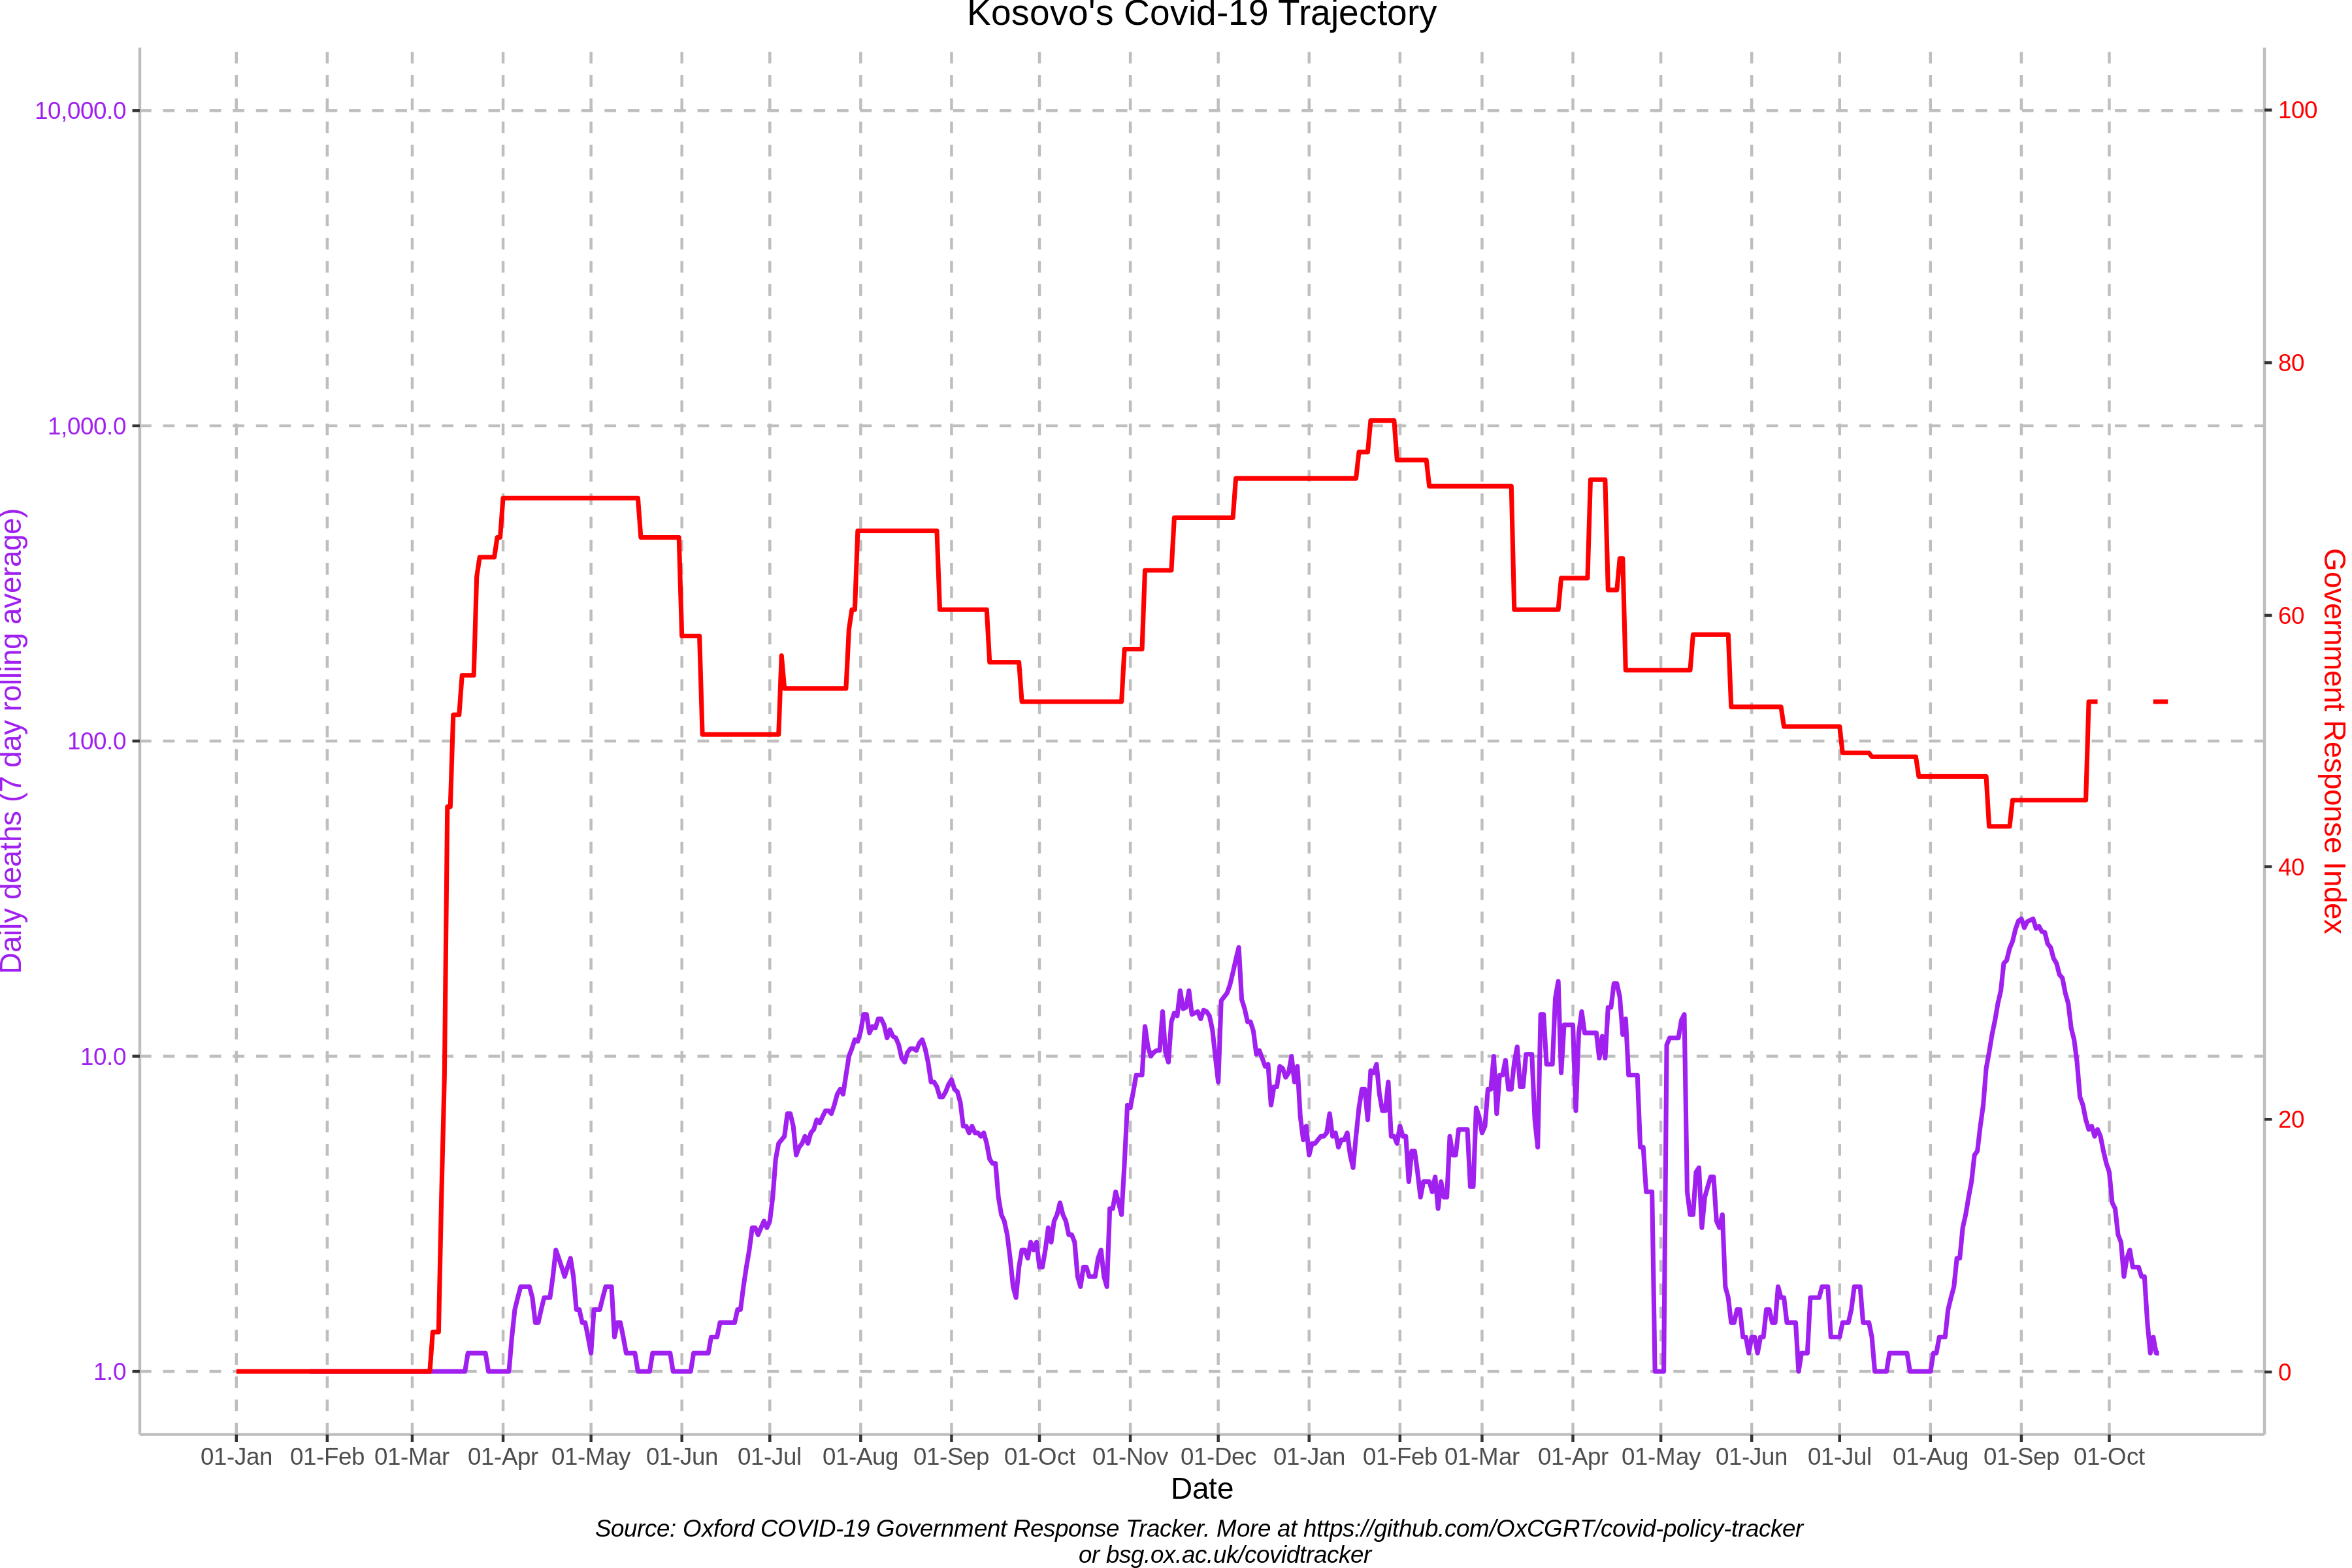 Kosovo's Covid-19 Trajectory
10,000.0
1,000.0
100.0
10.0
1.0
Daily deaths (7 day rolling average)
100
80
60
40
20
0
Government Response Index
01-Jan 01-Feb 01-Mar 01-Apr 01-May 01-Jun 01-Jul 01-Aug 01-Sep 01-Oct 01-Nov 01-Dec 01-Jan 01-Feb 01-Mar 01-Apr 01-May 01-Jun 01-Jul 01-Aug 01-Sep 01-Oct
Date
Source: Oxford COVID-19 Government Response Tracker. More at https://github.com/OxCGRT/covid-policy-tracker
or bsg.ox.ac.uk/covidtracker